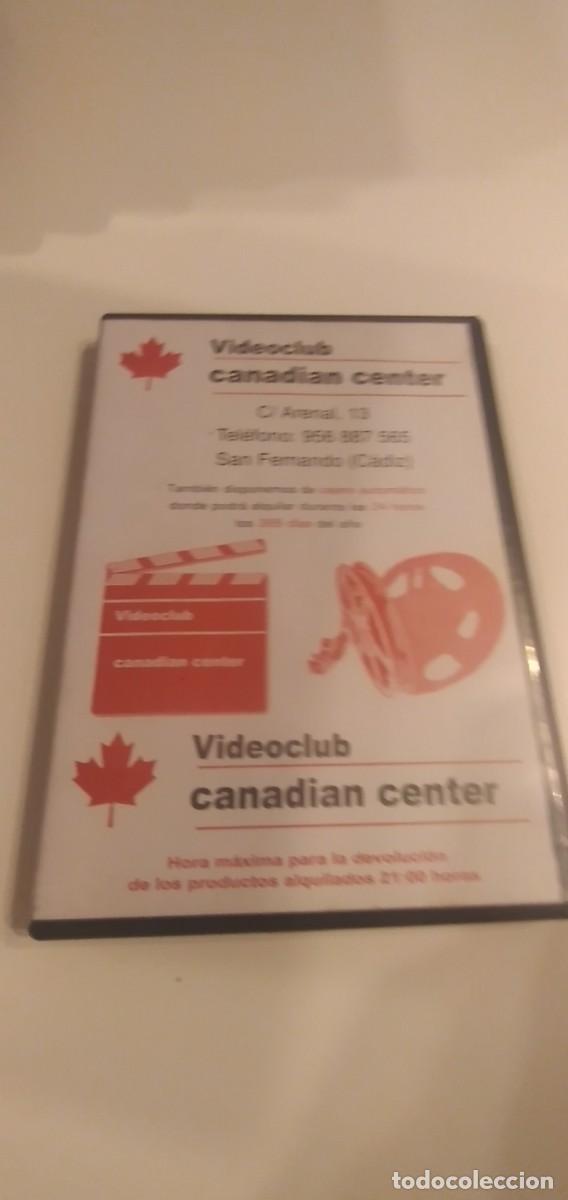 Videoclub
canadian center
C/ Arenal, 13
Teléfono: 956 887 565
San Fernando (Cádiz)
También disponemos de cajero automático
donde podrá alquilar durante las 24 horas
los 365 días del año
Videoclub
canadian center
Videoclub
canadian center
Hora máxima para la devolución
de los productos alquilados 21:00 horas
todocoleccion